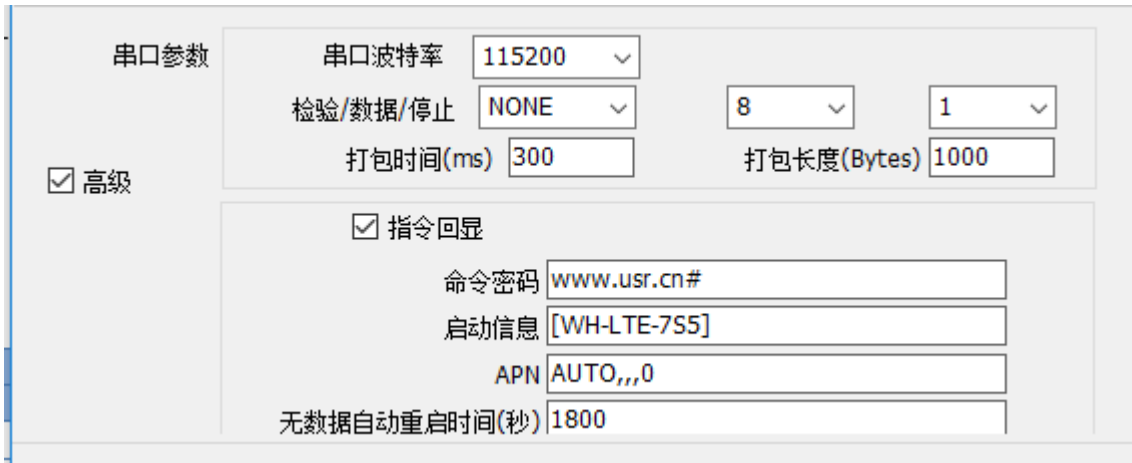 串口参数 串口波特率 115200
检验/数据/停止 NONE 8 1
打包时间(ms) 300 打包长度(Bytes) 1000
高级
指令回显
命令密码 www.usr.cn#
启动信息 [WH-LTE-7S5]
APN AUTO,,,0
无数据自动重启时间(秒) 1800